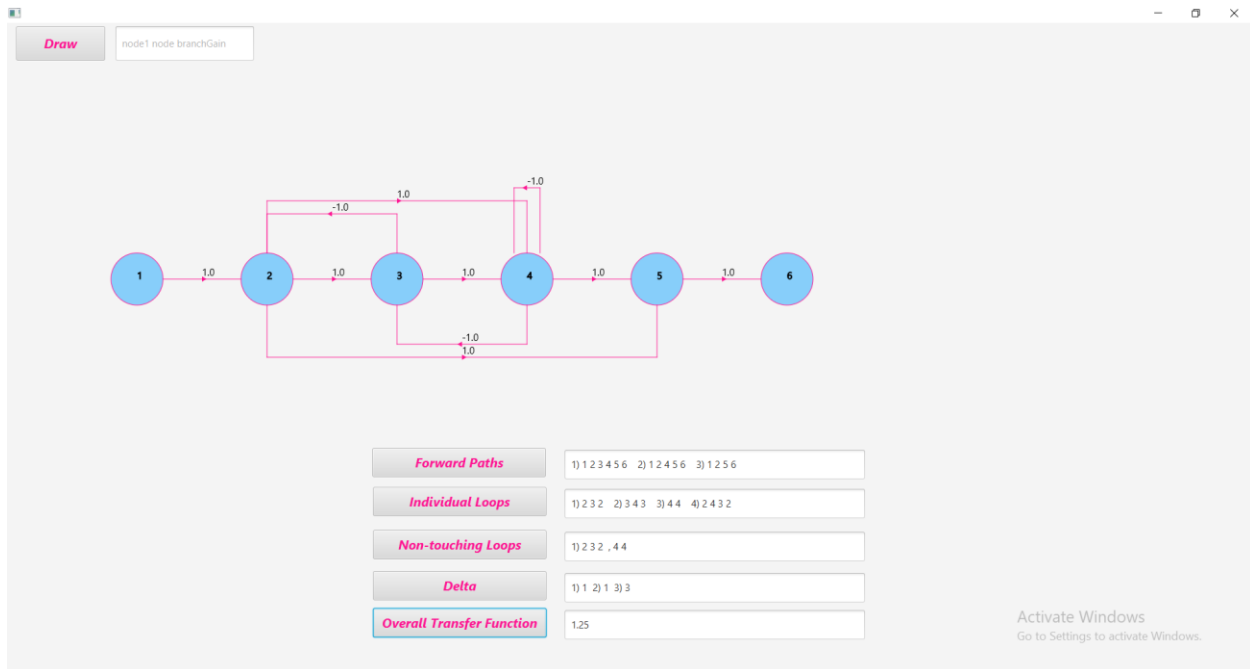 Draw
node1 node branchGain
-1.0
1.0
-1.0
1 1.0 2 1.0 3 1.0 4 1.0 5 1.0 6
-1.0
1.0
Forward Paths 1) 1 2 3 4 5 6 2) 1 2 4 5 6 3) 1 2 5 6
Individual Loops 1) 2 3 2 2) 3 4 3 3) 4 4 4) 2 4 3 2
Non-touching Loops 1) 2 3 2 , 4 4
Delta 1) 1 2) 1 3) 3
Overall Transfer Function 1.25
Activate Windows
Go to Settings to activate Windows.